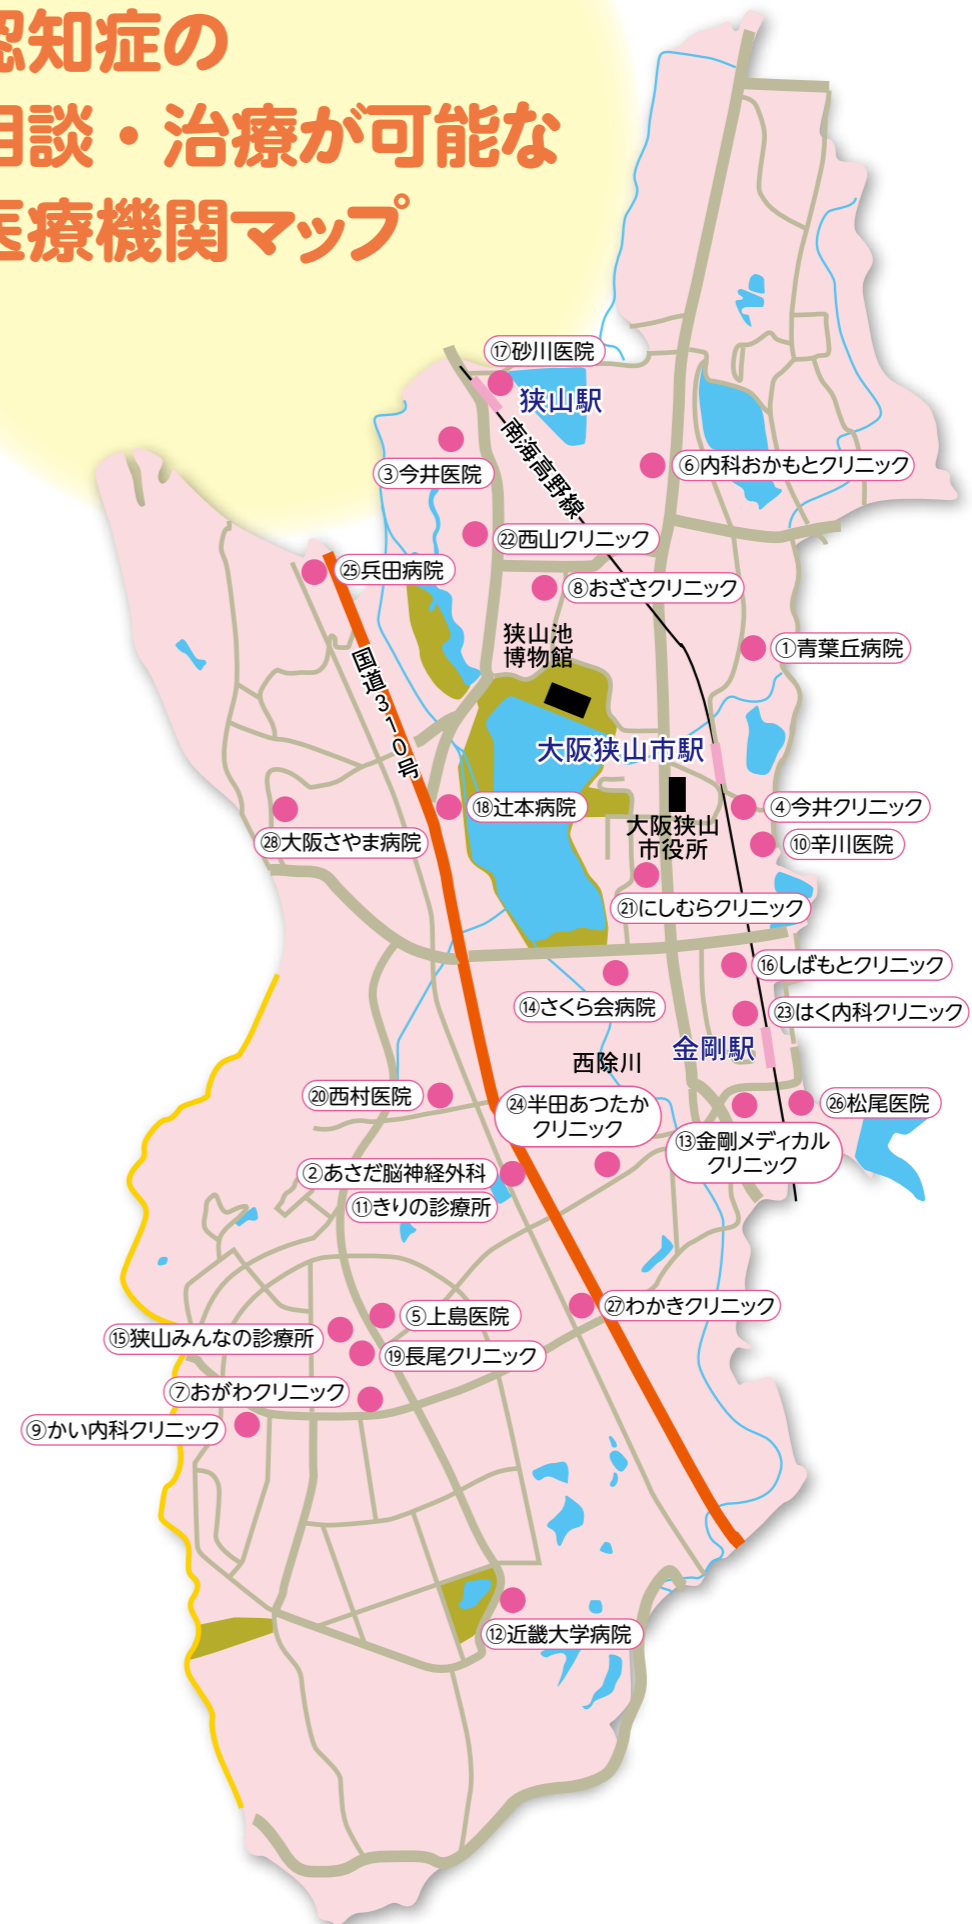 認知症の
相談・治療が可能な
医療機関マップ
⑰砂川医院
狭山駅
南海高野線
③今井医院
⑥内科おかもとクリニック
㉒西山クリニック
㉕兵田病院
⑧おざさクリニック
狭山池
博物館
①青葉丘病院
国道310号
大阪狭山市駅
⑱辻本病院
④今井クリニック
大阪狭山
市役所
㉘大阪さやま病院
⑩辛川医院
㉑にしむらクリニック
⑯しばもとクリニック
⑭さくら会病院
㉓はく内科クリニック
金剛駅
西除川
⑳西村医院
㉔半田あつたか
クリニック
㉖松尾医院
⑬金剛メディカル
クリニック
②あさだ脳神経外科
⑪きりの診療所
㉗わかきクリニック
⑤上島医院
⑮狭山みんなの診療所
⑲長尾クリニック
⑦おがわクリニック
⑨かい内科クリニック
⑫近畿大学病院